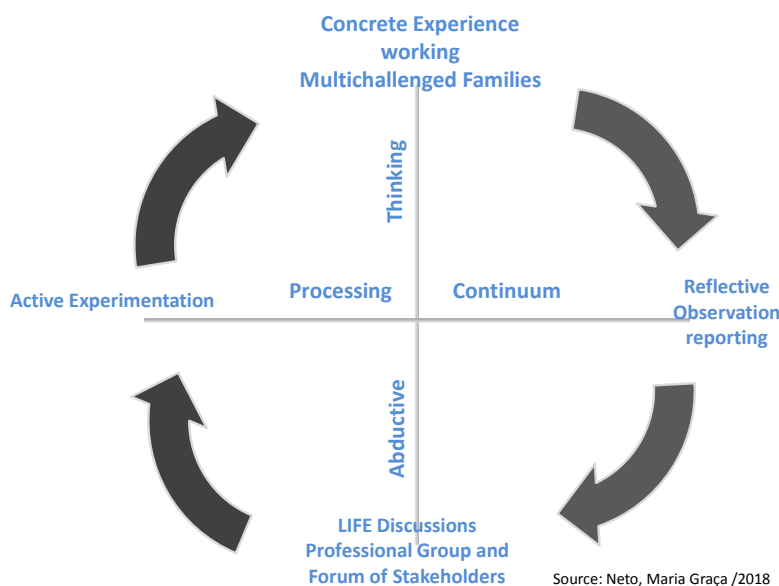 Concrete Experience
working
Multichallenged Families
Thinking
Processing Continuum
Active Experimentation
Reflective
Observation
reporting
Abductive
LIFE Discussions
Professional Group and
Forum of Stakeholders
Source: Neto, Maria Graça /2018